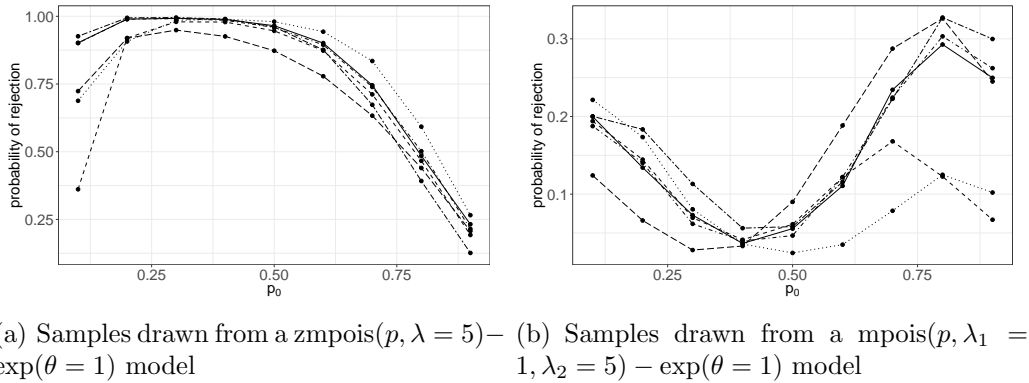 1.00
0.75
0.50
0.25
probability of rejection
0.25
0.50
0.75
p₀
0.3
0.2
0.1
probability of rejection
0.25
0.50
0.75
p₀
a) Samples drawn from a zmpois(p, λ = 5)−
exp(θ = 1) model
(b) Samples drawn from a mpois(p, λ₁ =
1, λ₂ = 5) − exp(θ = 1) model